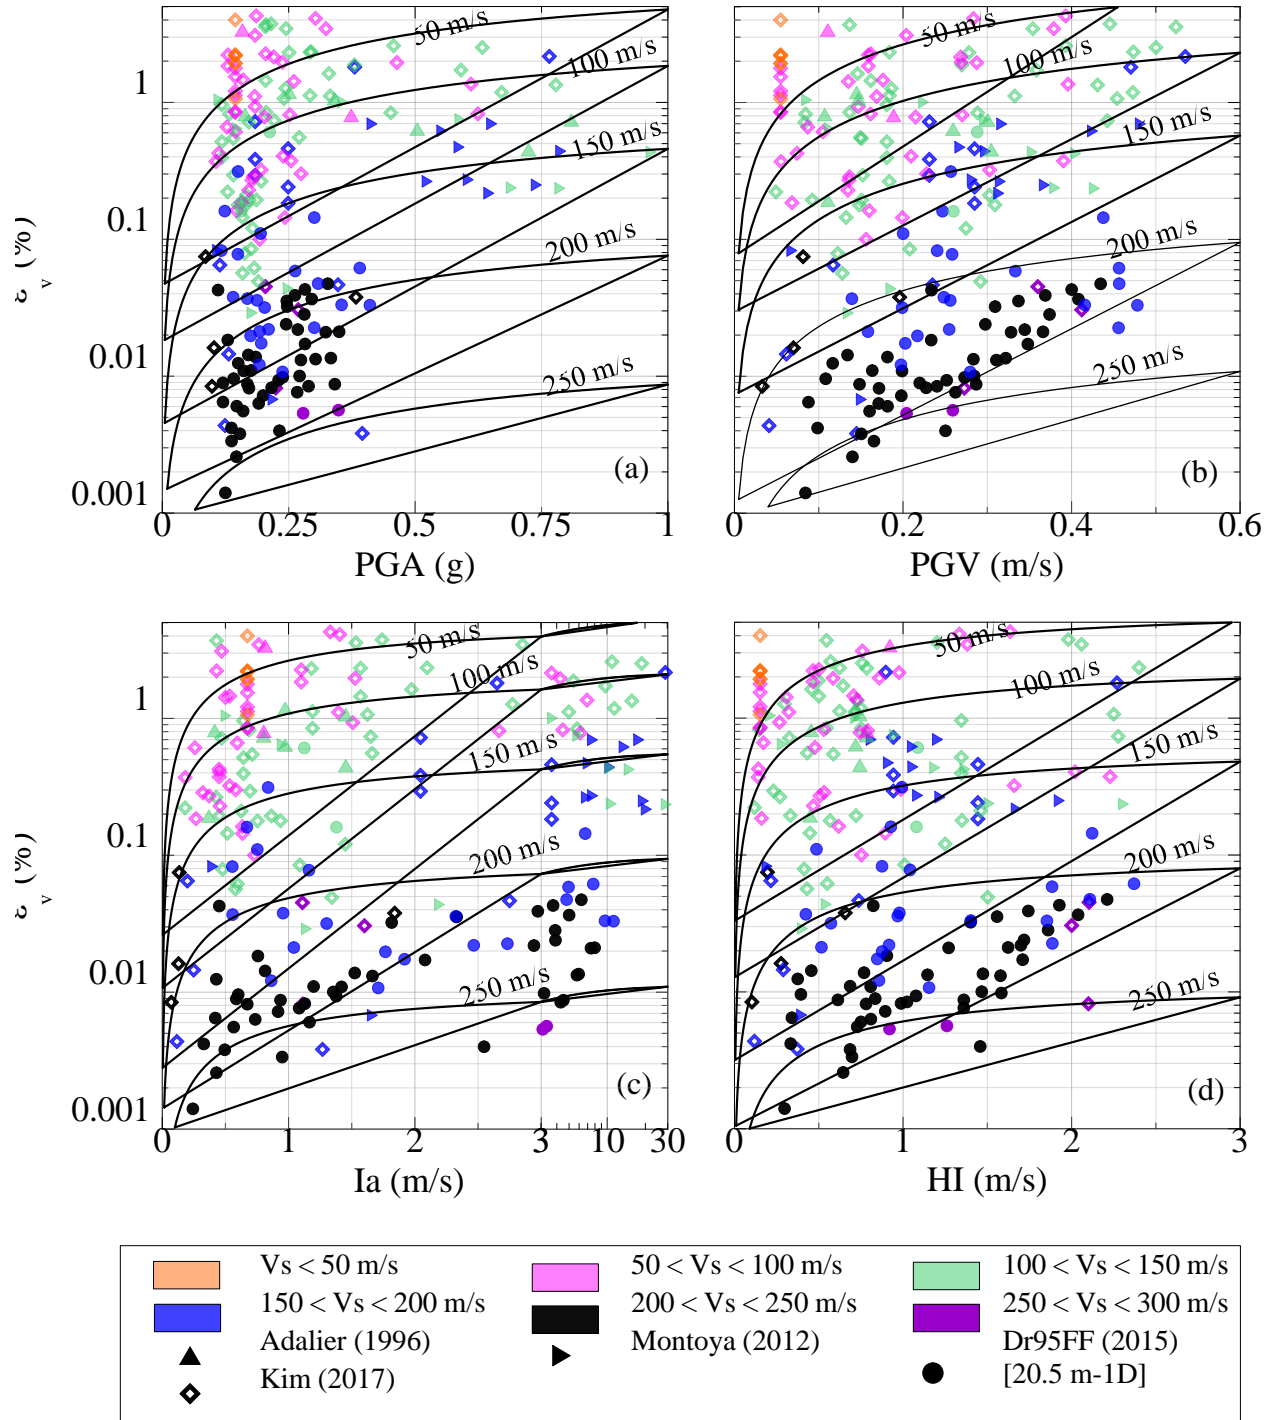 50 m/s
100 m/s
150 m/s
200 m/s
250 m/s
(a)
1
0.1
0.01
0.001
(%)
0
0.25
0.5
0.75
1
PGA (g)
50 m/s
100 m/s
150 m/s
200 m/s
250 m/s
(b)
0
0.2
0.4
0.6
PGV (m/s)
50 m/s
100 m/s
150 m/s
200 m/s
250 m/s
(c)
1
0.1
0.01
0.001
(%)
0
1
2
3
10
30
Ia (m/s)
50 m/s
100 m/s
150 m/s
200 m/s
250 m/s
(d)
0
1
2
3
HI (m/s)
Vs < 50 m/s
50 < Vs < 100 m/s
100 < Vs < 150 m/s
150 < Vs < 200 m/s
200 < Vs < 250 m/s
250 < Vs < 300 m/s
Adalier (1996)
Montoya (2012)
Dr95FF (2015)
Kim (2017)
[20.5 m-1D]